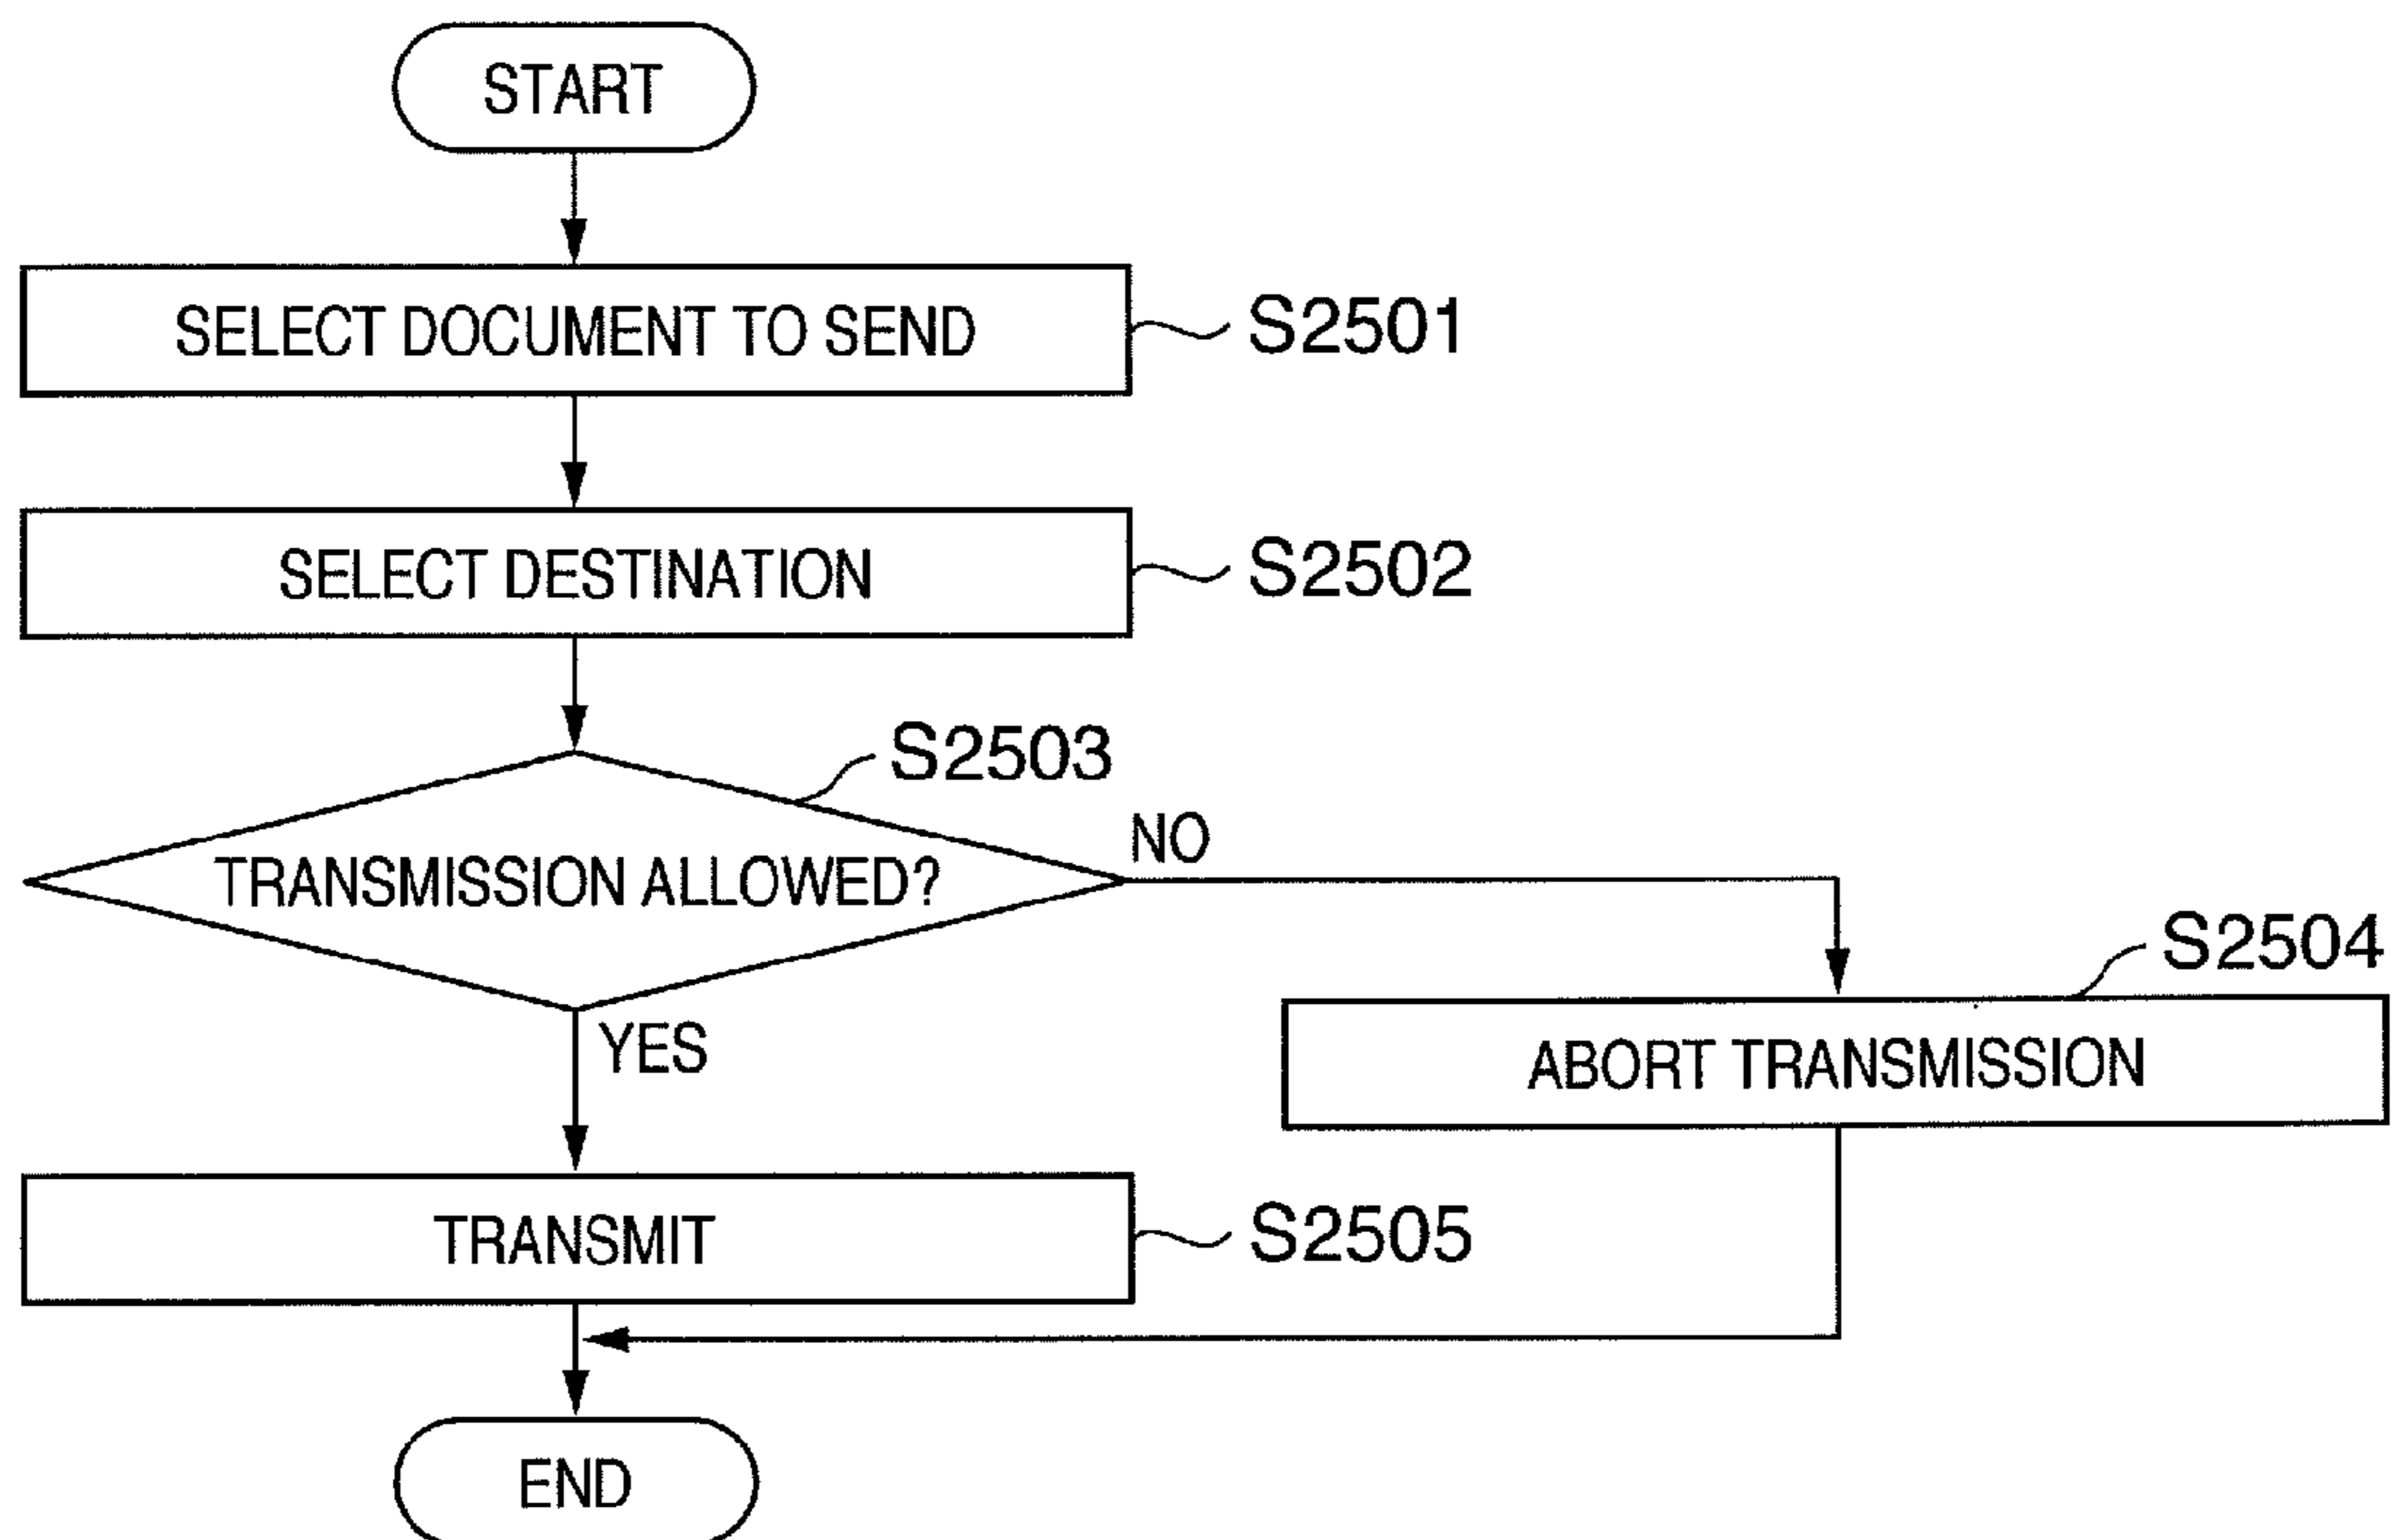 START
SELECT DOCUMENT TO SEND
S2501
SELECT DESTINATION
S2502
S2503
TRANSMISSION ALLOWED?
NO
S2504
YES
ABORT TRANSMISSION
TRANSMIT
S2505
END